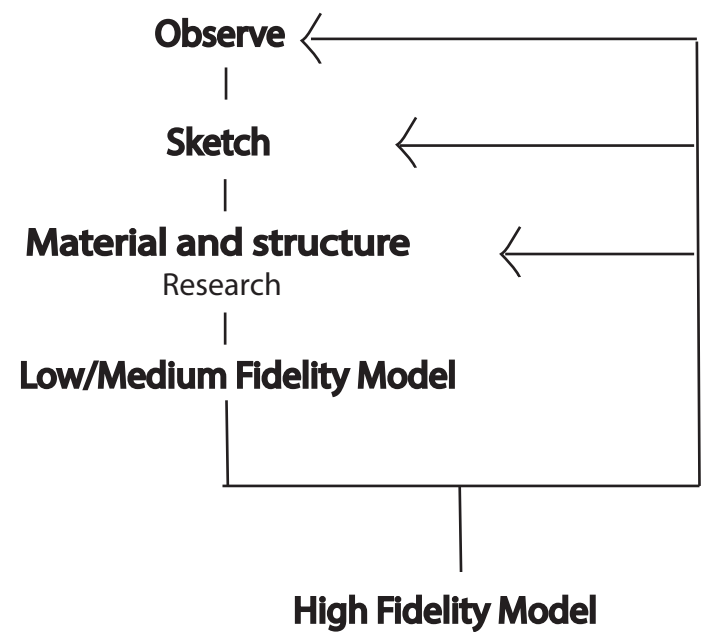 Observe
Sketch
Material and structure
Research
Low/Medium Fidelity Model
High Fidelity Model